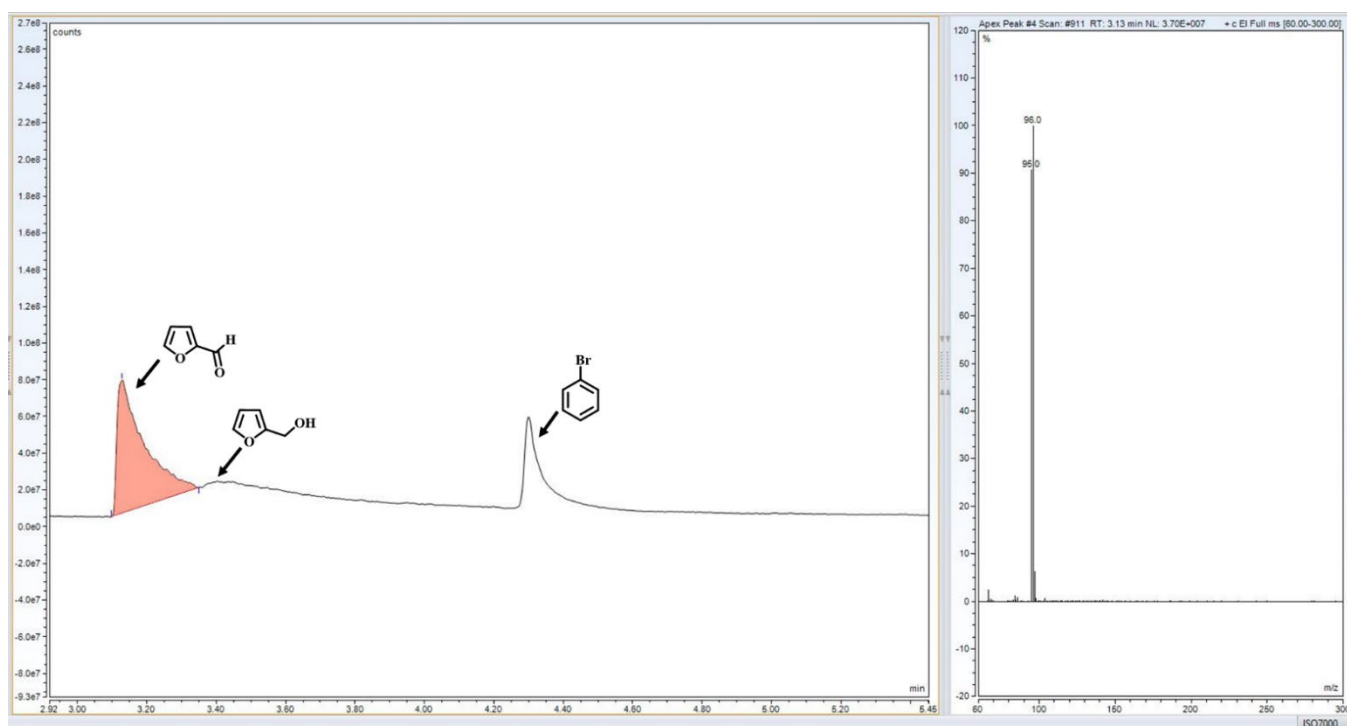 2.7e8
counts
2.6e8
2.4e8
2.2e8
2.0e8
1.8e8
1.6e8
1.4e8
1.2e8
1.0e8
8.0e7
6.0e7
4.0e7
2.0e7
0.0e0
-2.0e7
-4.0e7
-6.0e7
-8.0e7
-9.3e7
O
H
O
O
OH
Br
min
2.92 3.00 3.20 3.40 3.60 3.80 4.00 4.20 4.40 4.60 4.80 5.00 5.20 5.45
Apex Peak #4 Scan: #911 RT: 3.13 min NL: 3.70E+007 + c EI Full ms [60.00-300.00]
120
%
110
100
90
80
70
60
50
40
30
20
10
0
-10
-20
96.0
95.0
m/z
60 100 150 200 250 300
ISO7000